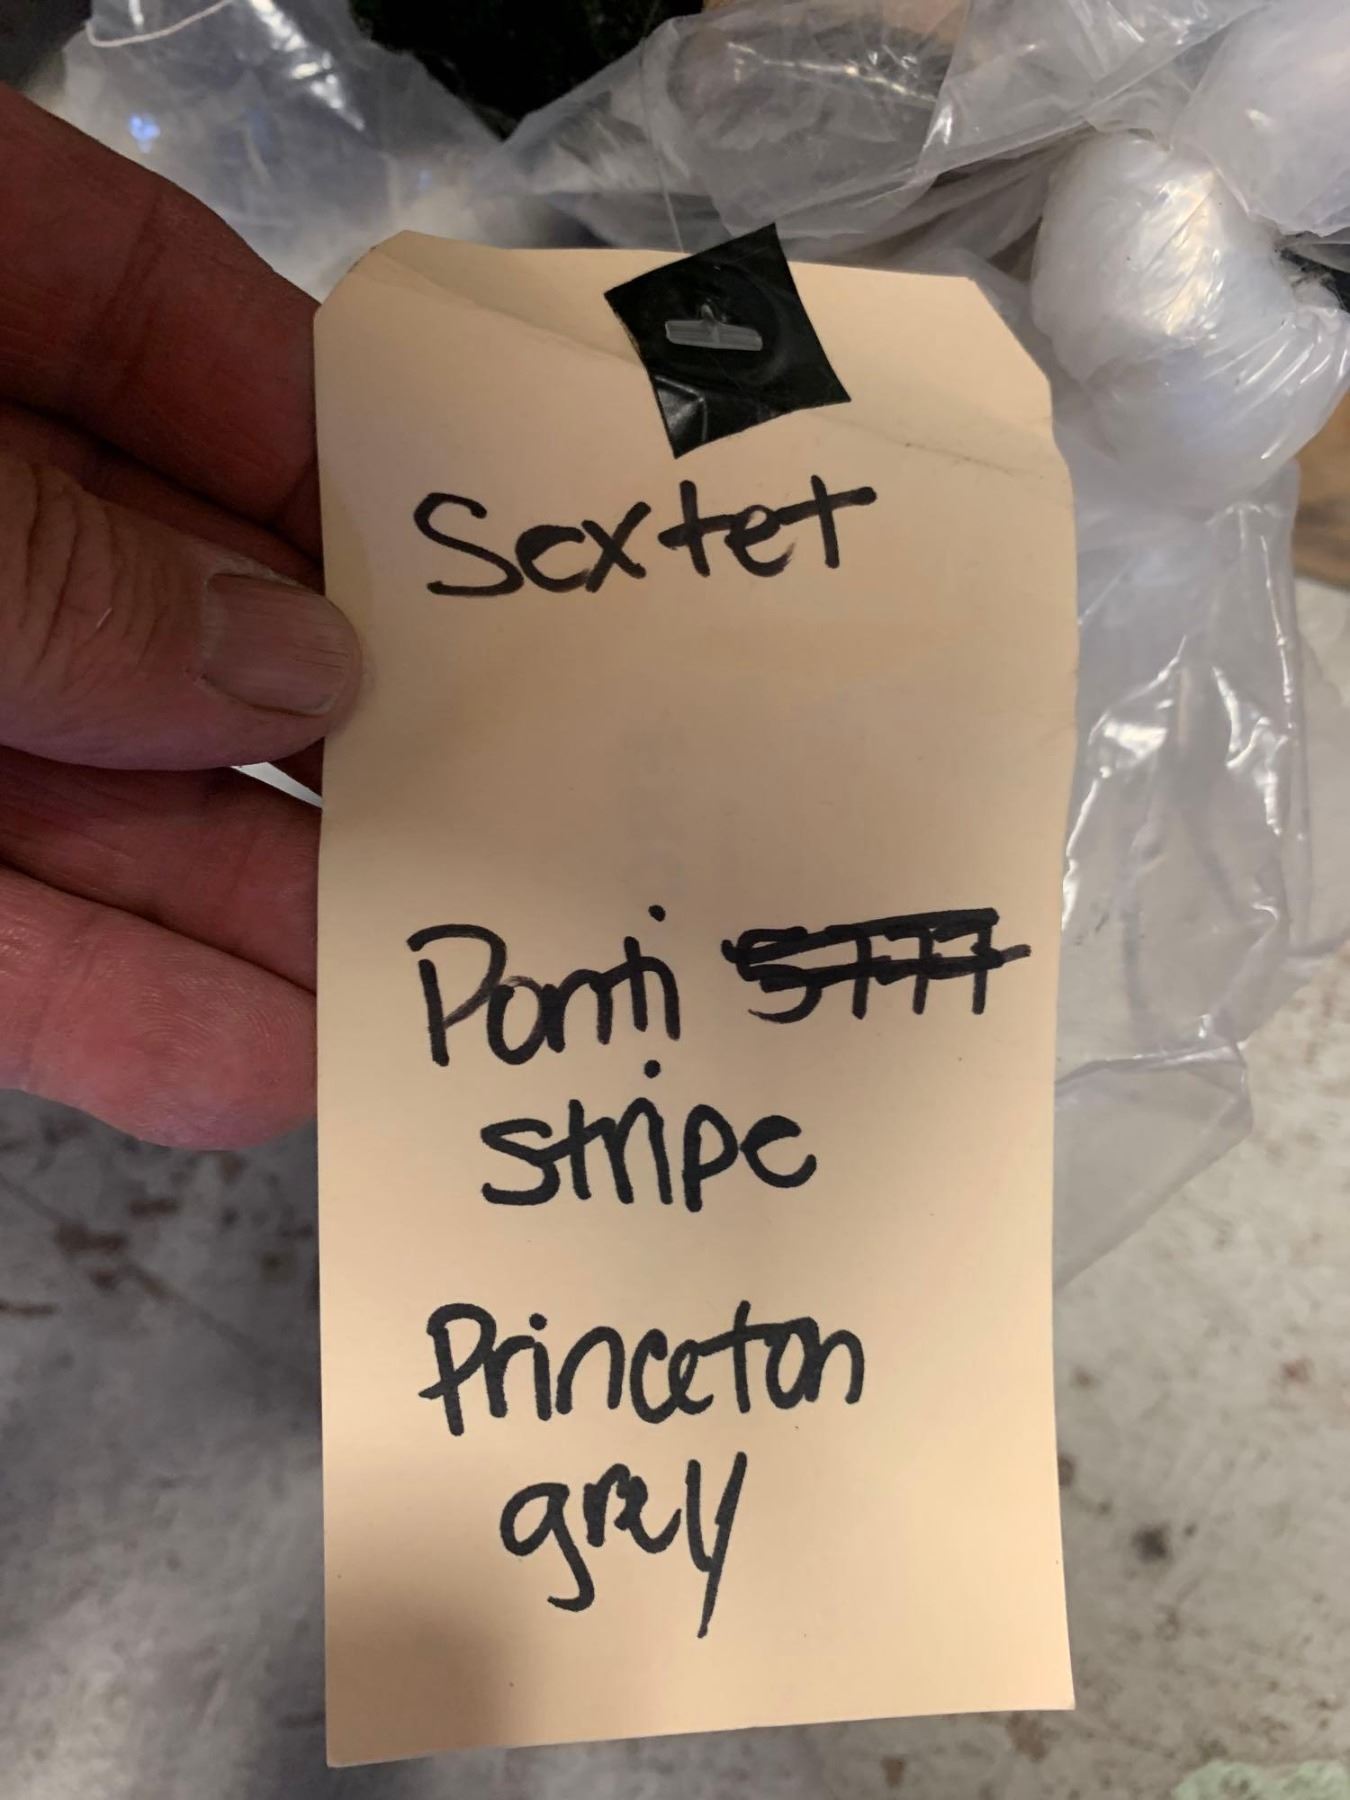 Sextet
Ponti
stripe
Princeton
grey